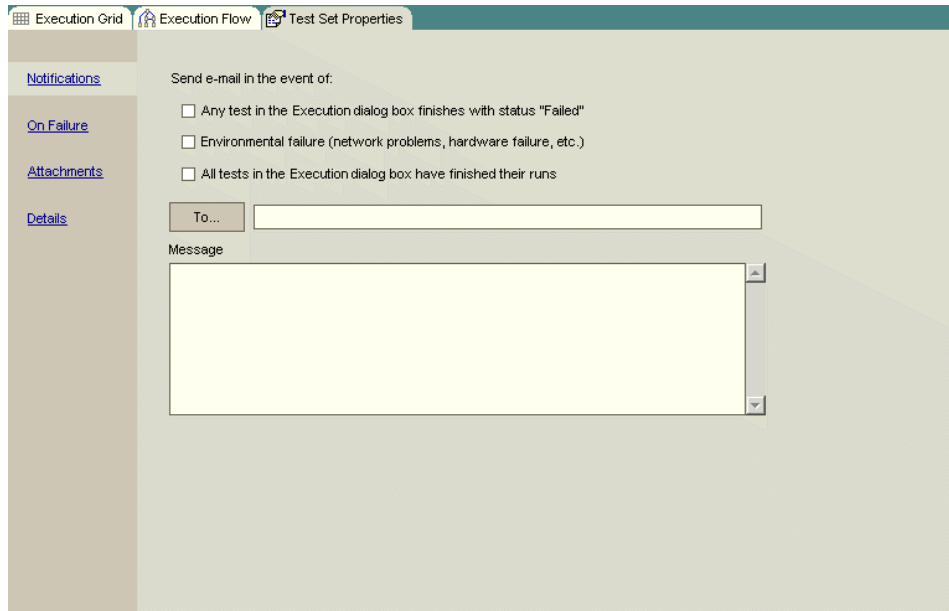 Execution Grid Execution Flow Test Set Properties
Notifications
Send e-mail in the event of:
Any test in the Execution dialog box finishes with status "Failed"
On Failure
Environmental failure (network problems, hardware failure, etc.)
Attachments
All tests in the Execution dialog box have finished their runs
Details
To...
Message